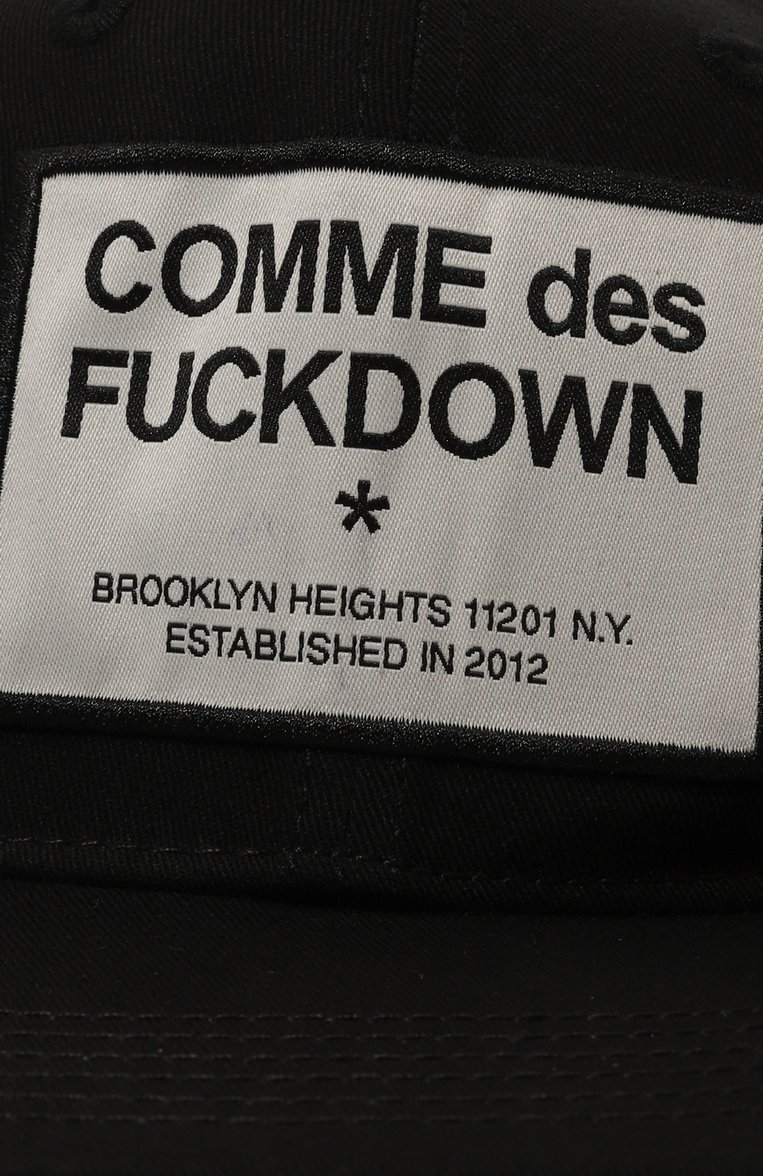 COMME des
FUCKDOWN
*
BROOKLYN HEIGHTS 11201 N.Y.
ESTABLISHED IN 2012